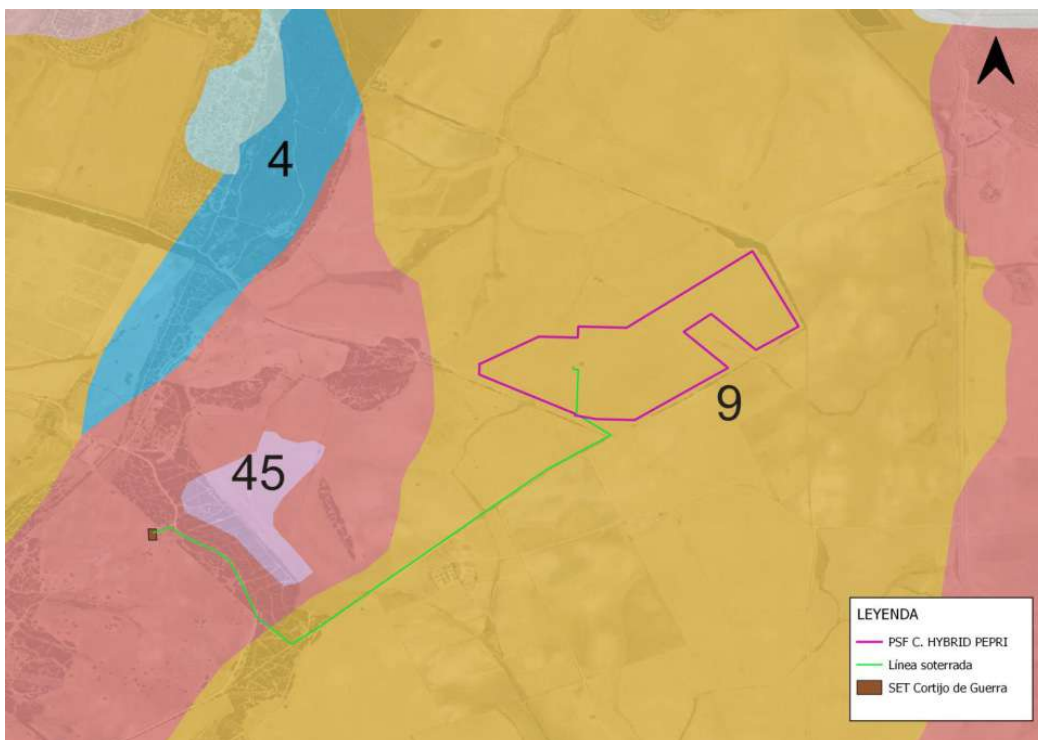 4
9
45
LEYENDA
PSF C. HYBRID PEPRI
Línea soterrada
SET Cortijo de Guerra